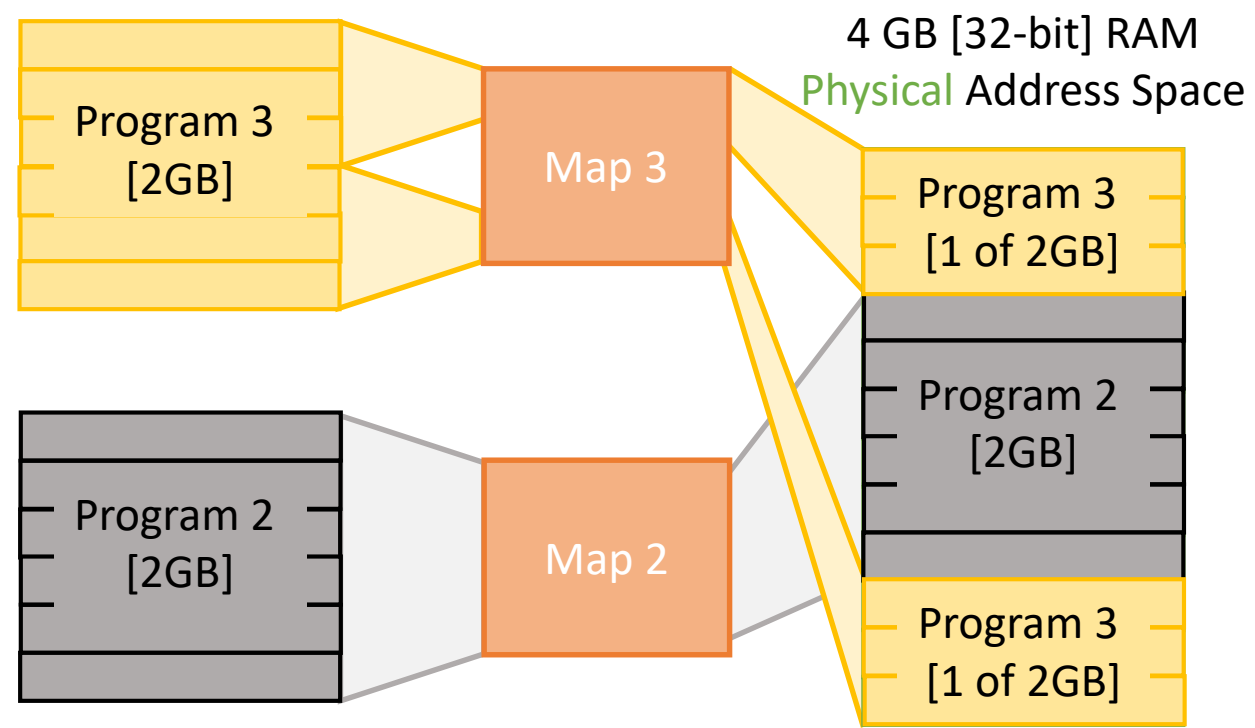 4 GB [32-bit] RAM
Physical Address Space
Program 3
[2GB]
Map 3
Program 3
[1 of 2GB]
Program 2
[2GB]
Program 2
[2GB]
Map 2
Program 3
[1 of 2GB]